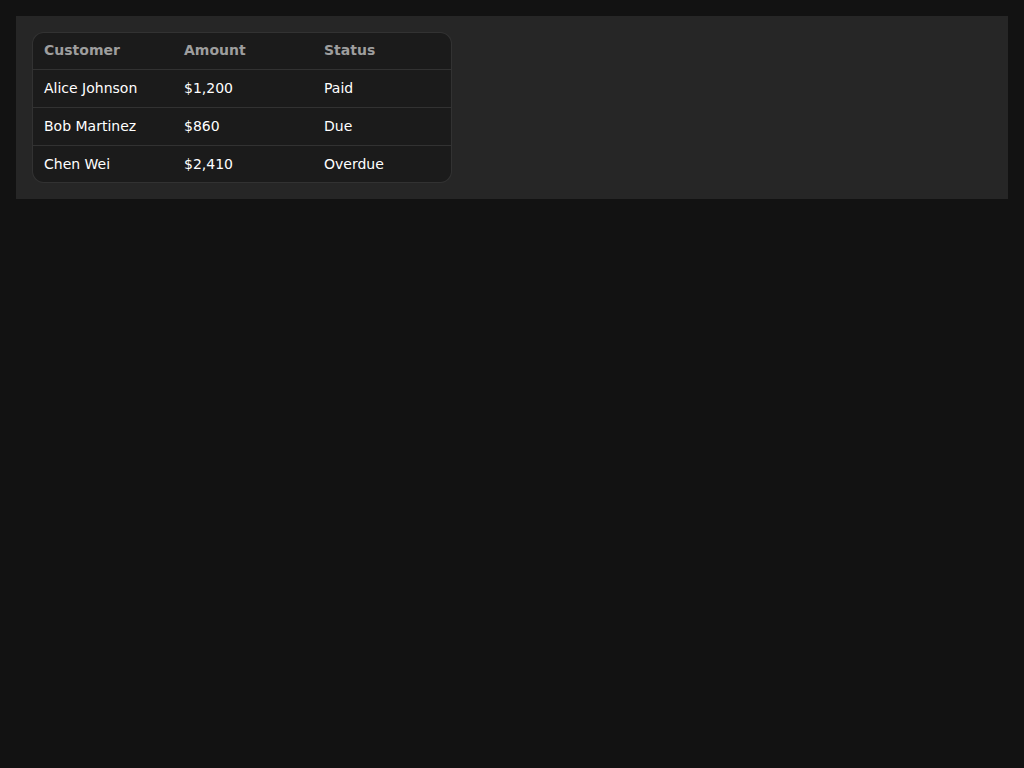 Customer Amount Status
Alice Johnson $1,200 Paid
Bob Martinez $860 Due
Chen Wei $2,410 Overdue